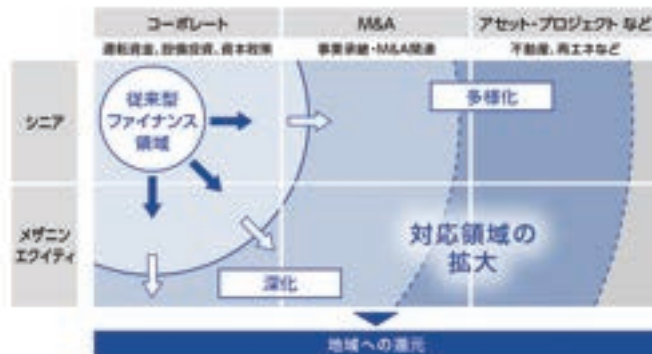 コーポレート
M&A
アセット・プロジェクト など
運転資金、設備投資、資本政策
事業承継・M&A関連
不動産、再エネなど
シニア
従来型
ファイナンス
領域
多様化
メザニン
エクイティ
対応領域の
拡大
深化
地域への還元